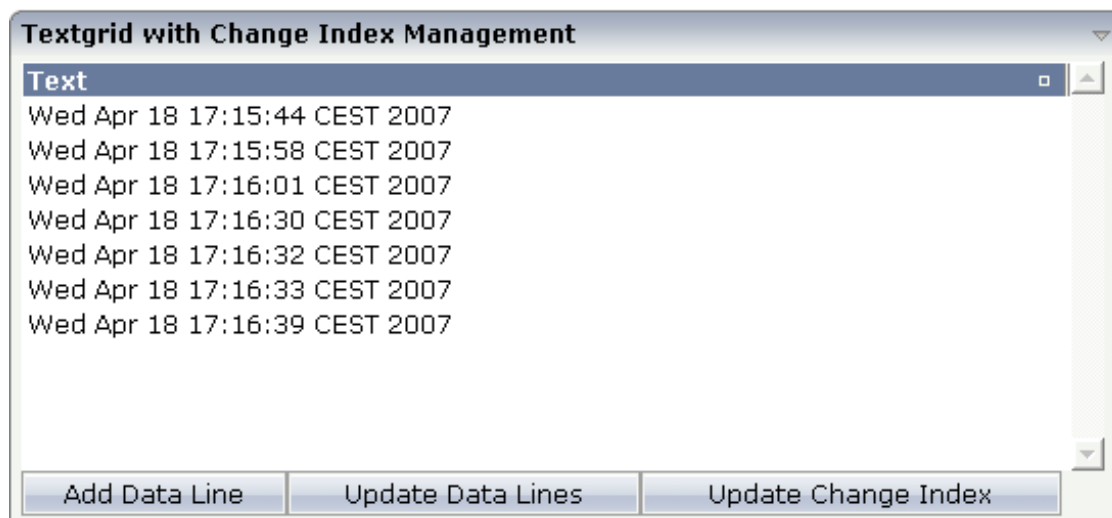 Textgrid with Change Index Management
Text
Wed Apr 18 17:15:44 CEST 2007
Wed Apr 18 17:15:58 CEST 2007
Wed Apr 18 17:16:01 CEST 2007
Wed Apr 18 17:16:30 CEST 2007
Wed Apr 18 17:16:32 CEST 2007
Wed Apr 18 17:16:33 CEST 2007
Wed Apr 18 17:16:39 CEST 2007
Add Data Line Update Data Lines Update Change Index